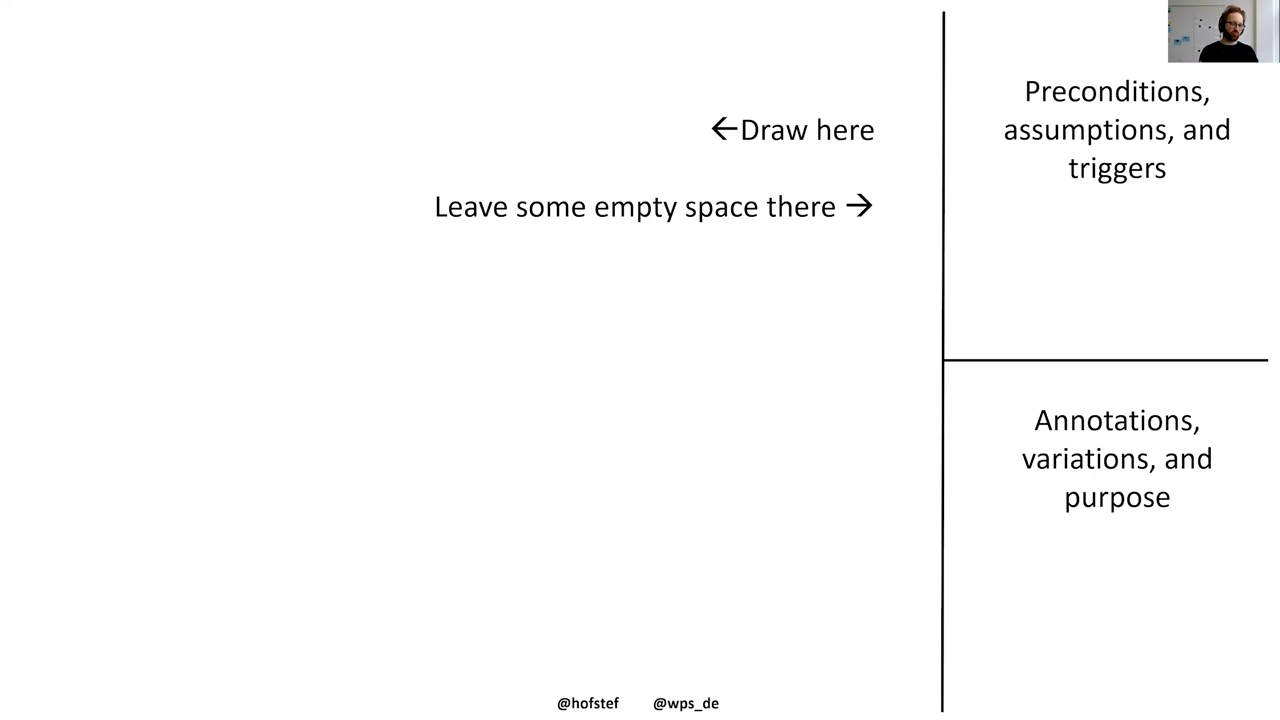 ←Draw here
Leave some empty space there →
Preconditions,
assumptions, and
triggers
Annotations,
variations, and
purpose
@hofstef @wps_de